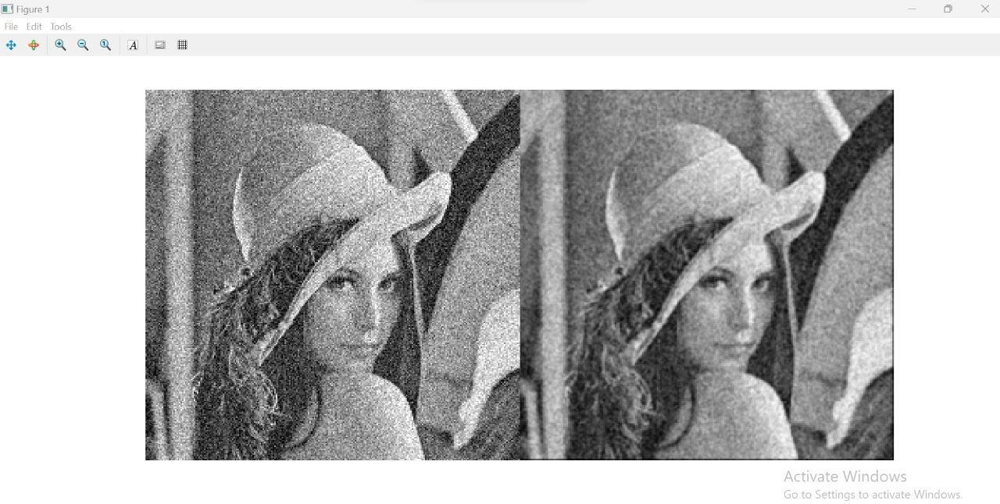 Figure 1
File Edit Tools
A
Activate Windows
Go to Settings to activate Windows.